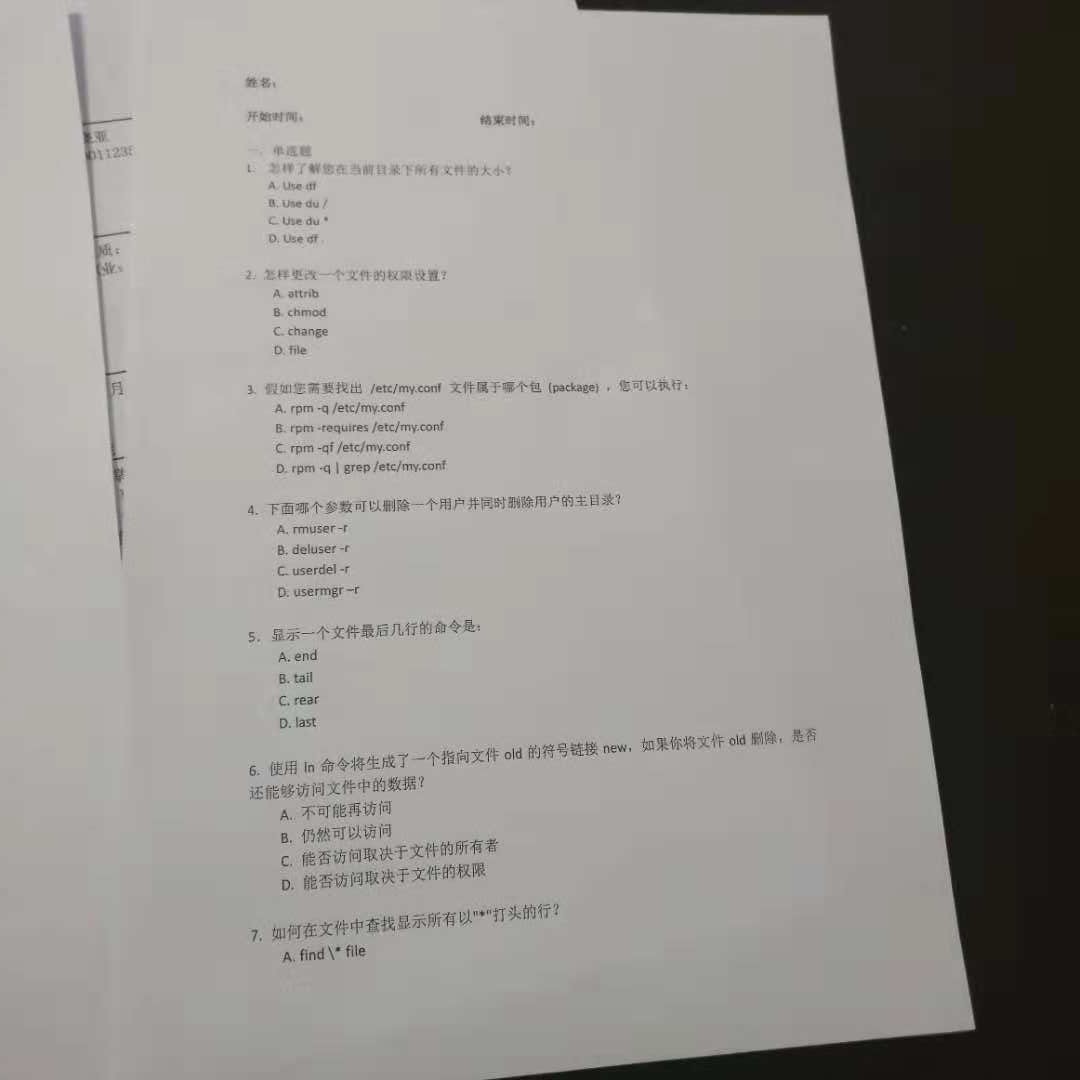 姓名：
开始时间： 结束时间：
一、单选题
1. 怎样了解您在当前目录下所有文件的大小？
A. Use df
B. Use du /
C. Use du *
D. Use df .
2. 怎样更改一个文件的权限设置？
A. attrib
B. chmod
C. change
D. file
3. 假如您需要找出 /etc/my.conf 文件属于哪个包 (package) ，您可以执行：
A. rpm -q /etc/my.conf
B. rpm -requires /etc/my.conf
C. rpm -qf /etc/my.conf
D. rpm -q | grep /etc/my.conf
4. 下面哪个参数可以删除一个用户并同时删除用户的主目录？
A. rmuser -r
B. deluser -r
C. userdel -r
D. usermgr –r
5. 显示一个文件最后几行的命令是：
A. end
B. tail
C. rear
D. last
6. 使用 ln 命令将生成了一个指向文件 old 的符号链接 new，如果你将文件 old 删除，是否
还能够访问文件中的数据？
A. 不可能再访问
B. 仍然可以访问
C. 能否访问取决于文件的所有者
D. 能否访问取决于文件的权限
7. 如何在文件中查找显示所有以"*"打头的行？
A. find \* file
月